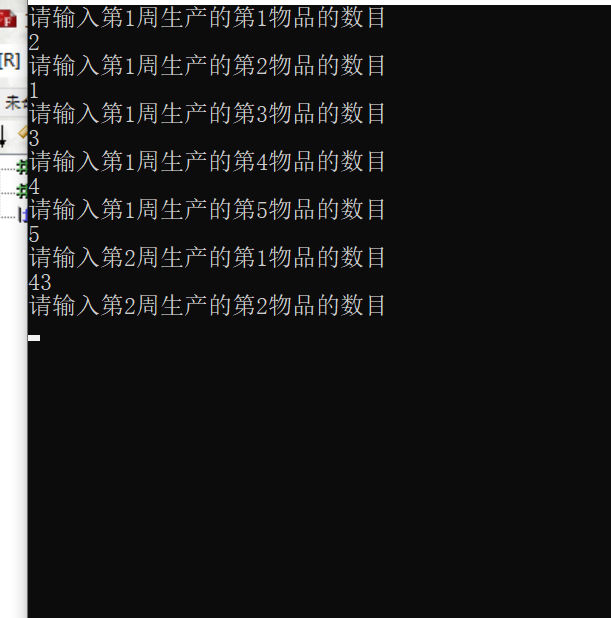 请输入第1周生产的第1物品的数目
2
请输入第1周生产的第2物品的数目
1
请输入第1周生产的第3物品的数目
3
请输入第1周生产的第4物品的数目
4
请输入第1周生产的第5物品的数目
5
请输入第2周生产的第1物品的数目
43
请输入第2周生产的第2物品的数目
[R]
未